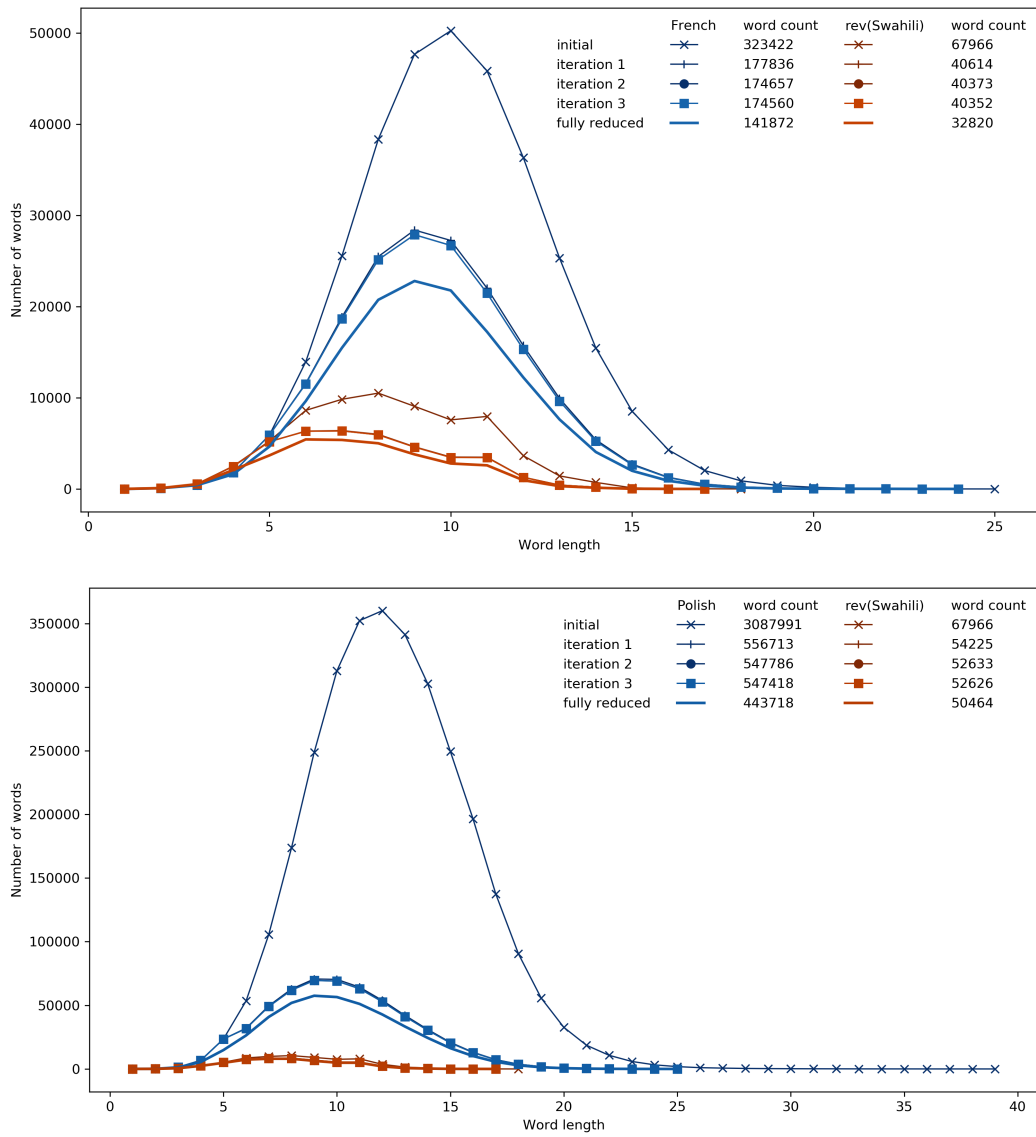 French word count rev(Swahili) word count
initial 323422 67966
iteration 1 177836 40614
iteration 2 174657 40373
iteration 3 174560 40352
fully reduced 141872 32820
50000
40000
30000
20000
10000
0
Number of words
0 5 10 15 20 25
Word length
Polish word count rev(Swahili) word count
initial 3087991 67966
iteration 1 556713 54225
iteration 2 547786 52633
iteration 3 547418 52626
fully reduced 443718 50464
350000
300000
250000
200000
150000
100000
50000
0
Number of words
0 5 10 15 20 25 30 35 40
Word length